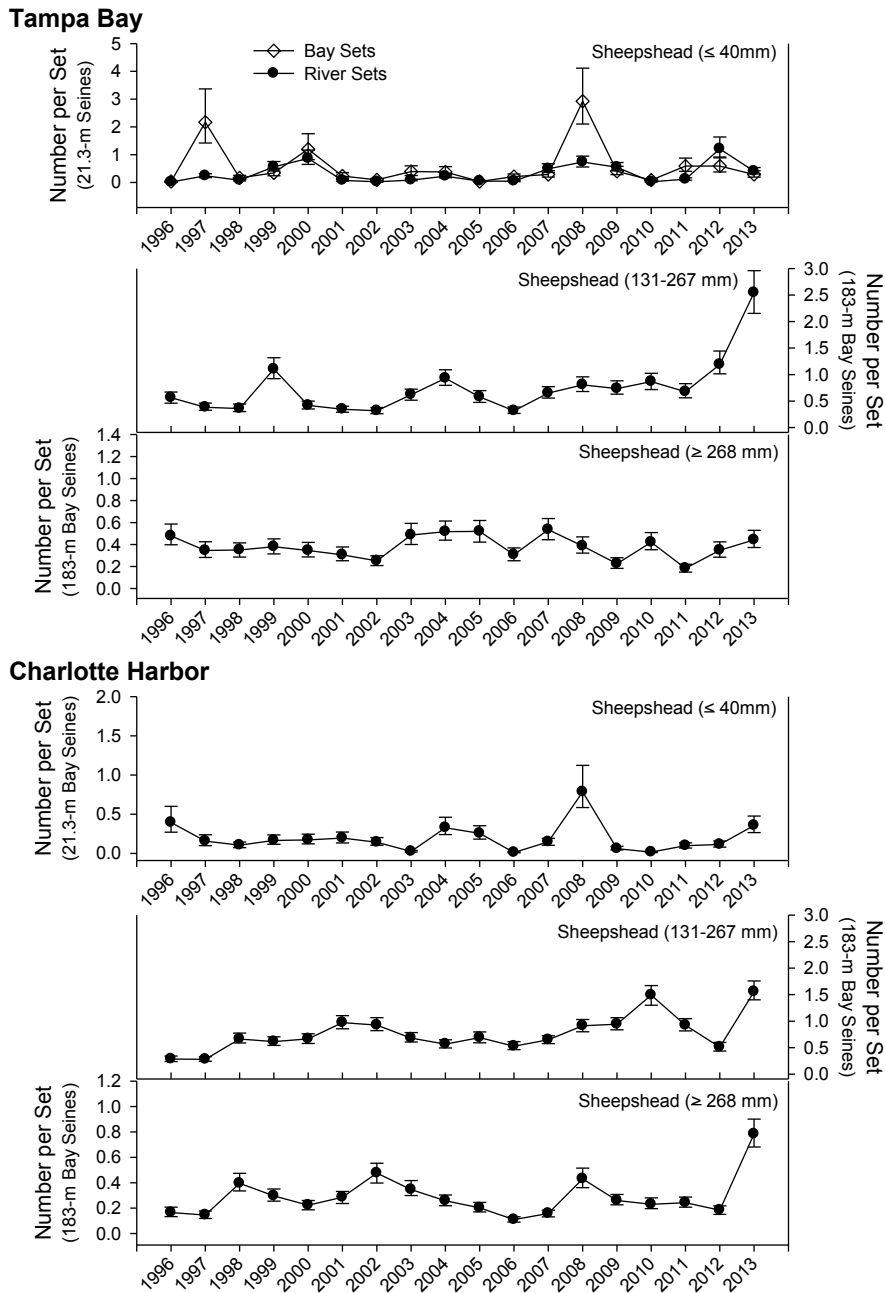 Tampa Bay
Number per Set
(21.3-m Seines)
5
4
3
2
1
0
Bay Sets
River Sets
Sheepshead (≤ 40mm)
1996 1997 1998 1999 2000 2001 2002 2003 2004 2005 2006 2007 2008 2009 2010 2011 2012 2013
Sheepshead (131-267 mm)
3.0
2.5
2.0
1.5
1.0
0.5
0.0
Number per Set
(183-m Bay Seines)
Number per Set
(183-m Bay Seines)
1.4
1.2
1.0
0.8
0.6
0.4
0.2
0.0
Sheepshead (≥ 268 mm)
1996 1997 1998 1999 2000 2001 2002 2003 2004 2005 2006 2007 2008 2009 2010 2011 2012 2013
Charlotte Harbor
Number per Set
(21.3-m Bay Seines)
2.0
1.5
1.0
0.5
0.0
Sheepshead (≤ 40mm)
1996 1997 1998 1999 2000 2001 2002 2003 2004 2005 2006 2007 2008 2009 2010 2011 2012 2013
Sheepshead (131-267 mm)
3.0
2.5
2.0
1.5
1.0
0.5
0.0
Number per Set
(183-m Bay Seines)
Number per Set
(183-m Bay Seines)
1.2
1.0
0.8
0.6
0.4
0.2
0.0
Sheepshead (≥ 268 mm)
1996 1997 1998 1999 2000 2001 2002 2003 2004 2005 2006 2007 2008 2009 2010 2011 2012 2013